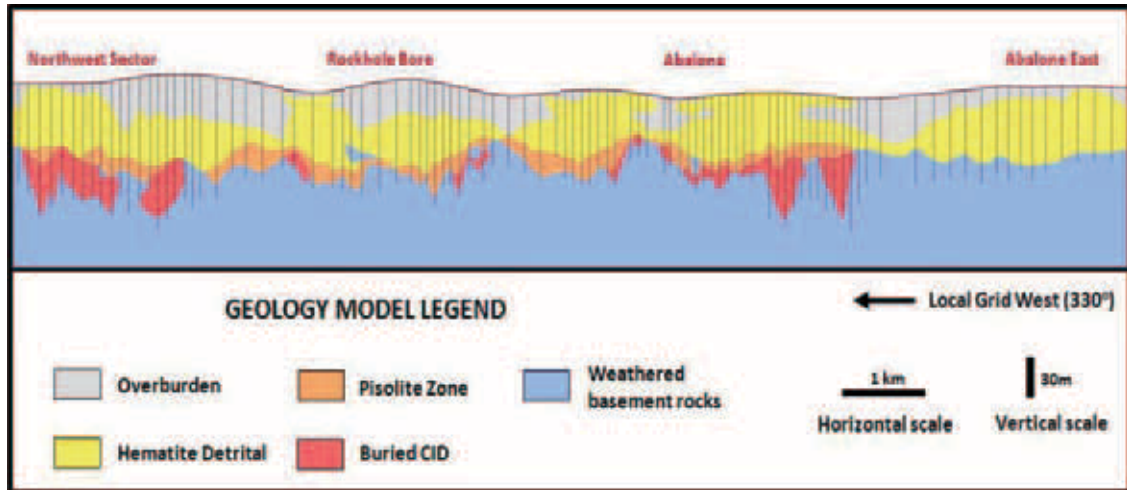 Northwest Sector
Rockhole Bore
Abalone
Abalone East
GEOLOGY MODEL LEGEND
Local Grid West (330º)
Overburden
Pisolite Zone
Weathered
basement rocks
1 km
30m
Horizontal scale
Vertical scale
Hematite Detrital
Buried CID